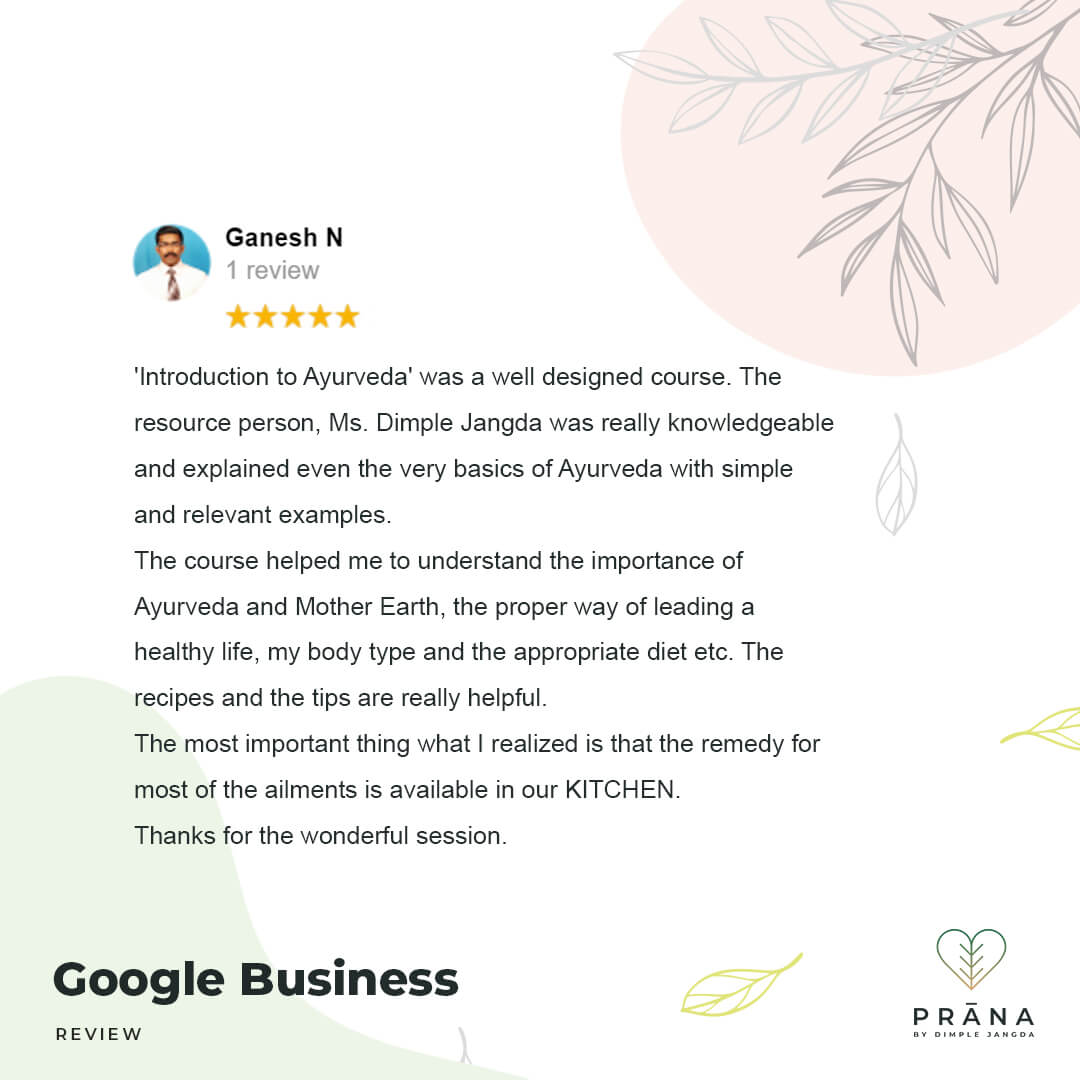 Ganesh N
1 review
'Introduction to Ayurveda' was a well designed course. The
resource person, Ms. Dimple Jangda was really knowledgeable
and explained even the very basics of Ayurveda with simple
and relevant examples.
The course helped me to understand the importance of
Ayurveda and Mother Earth, the proper way of leading a
healthy life, my body type and the appropriate diet etc. The
recipes and the tips are really helpful.
The most important thing what I realized is that the remedy for
most of the ailments is available in our KITCHEN.
Thanks for the wonderful session.
Google Business
REVIEW
PRĀNA
BY DIMPLE JANGDA